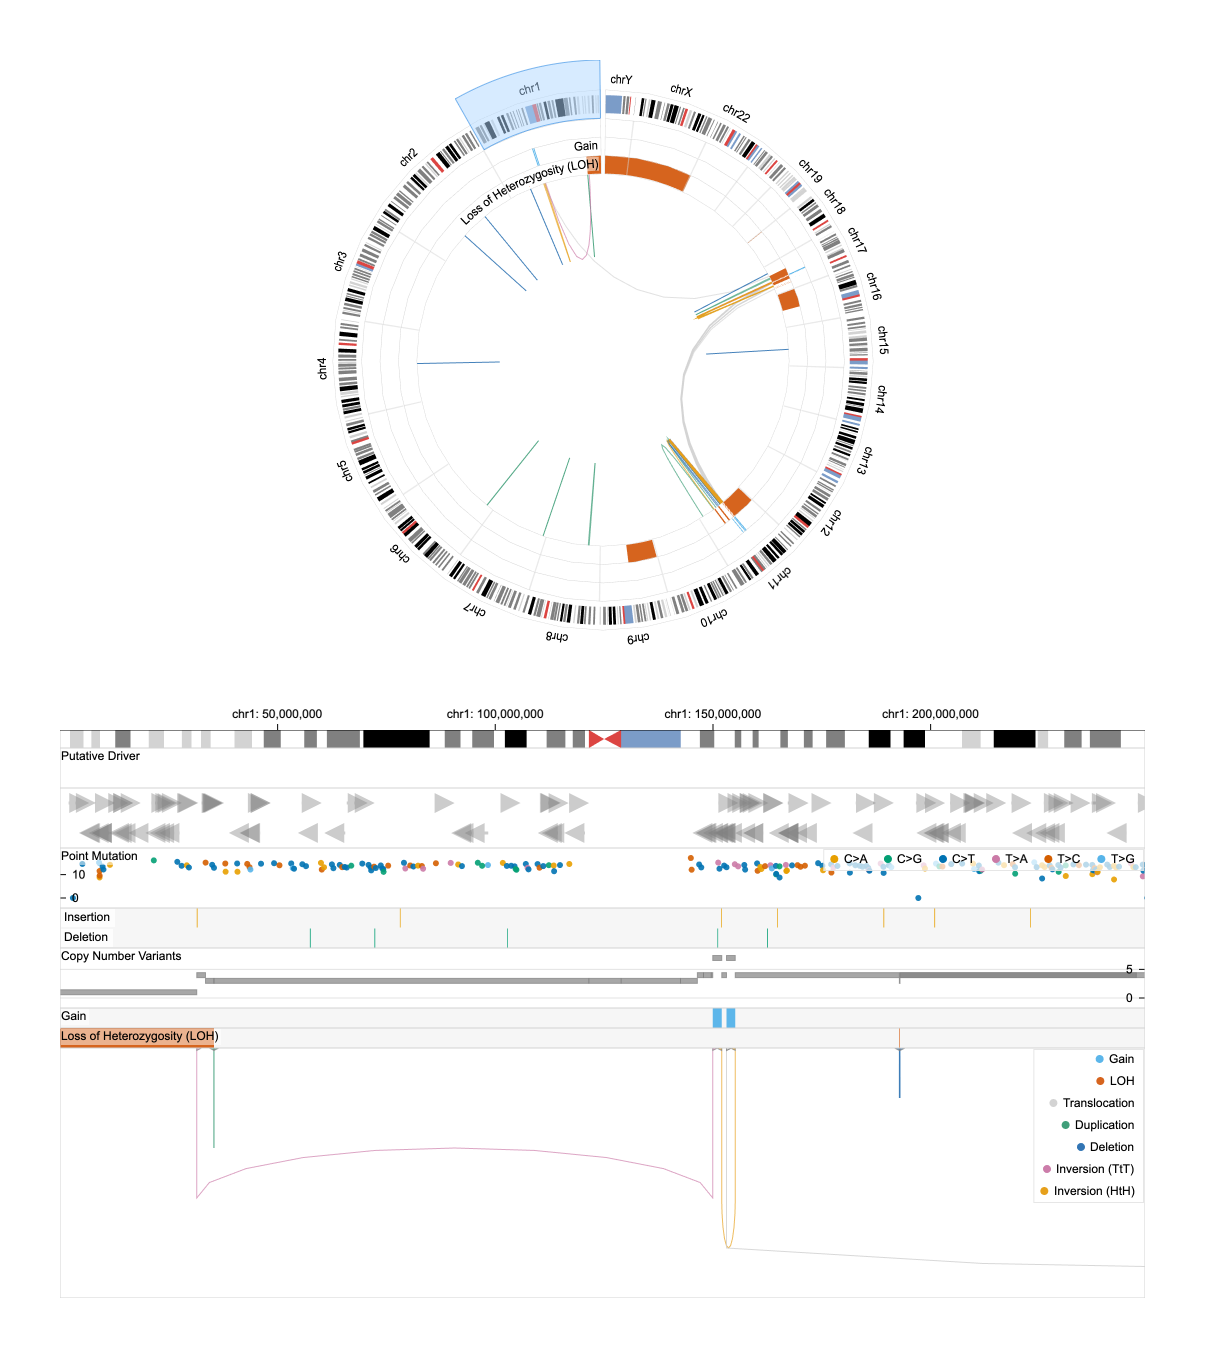 chr1
chrY
chrX
chr22
chr19
chr18
chr17
chr16
chr15
chr14
chr13
chr12
chr11
chr10
chr9
chr8
chr7
chr6
chr5
chr4
chr3
chr2
Gain
Loss of Heterozygosity (LOH)
chr1: 50,000,000 chr1: 100,000,000 chr1: 150,000,000 chr1: 200,000,000
Putative Driver
Point Mutation
C>A C>G C>T T>A T>C T>G
10
0
Insertion
Deletion
Copy Number Variants
5
0
Gain
Loss of Heterozygosity (LOH)
Gain
LOH
Translocation
Duplication
Deletion
Inversion (TtT)
Inversion (HtH)